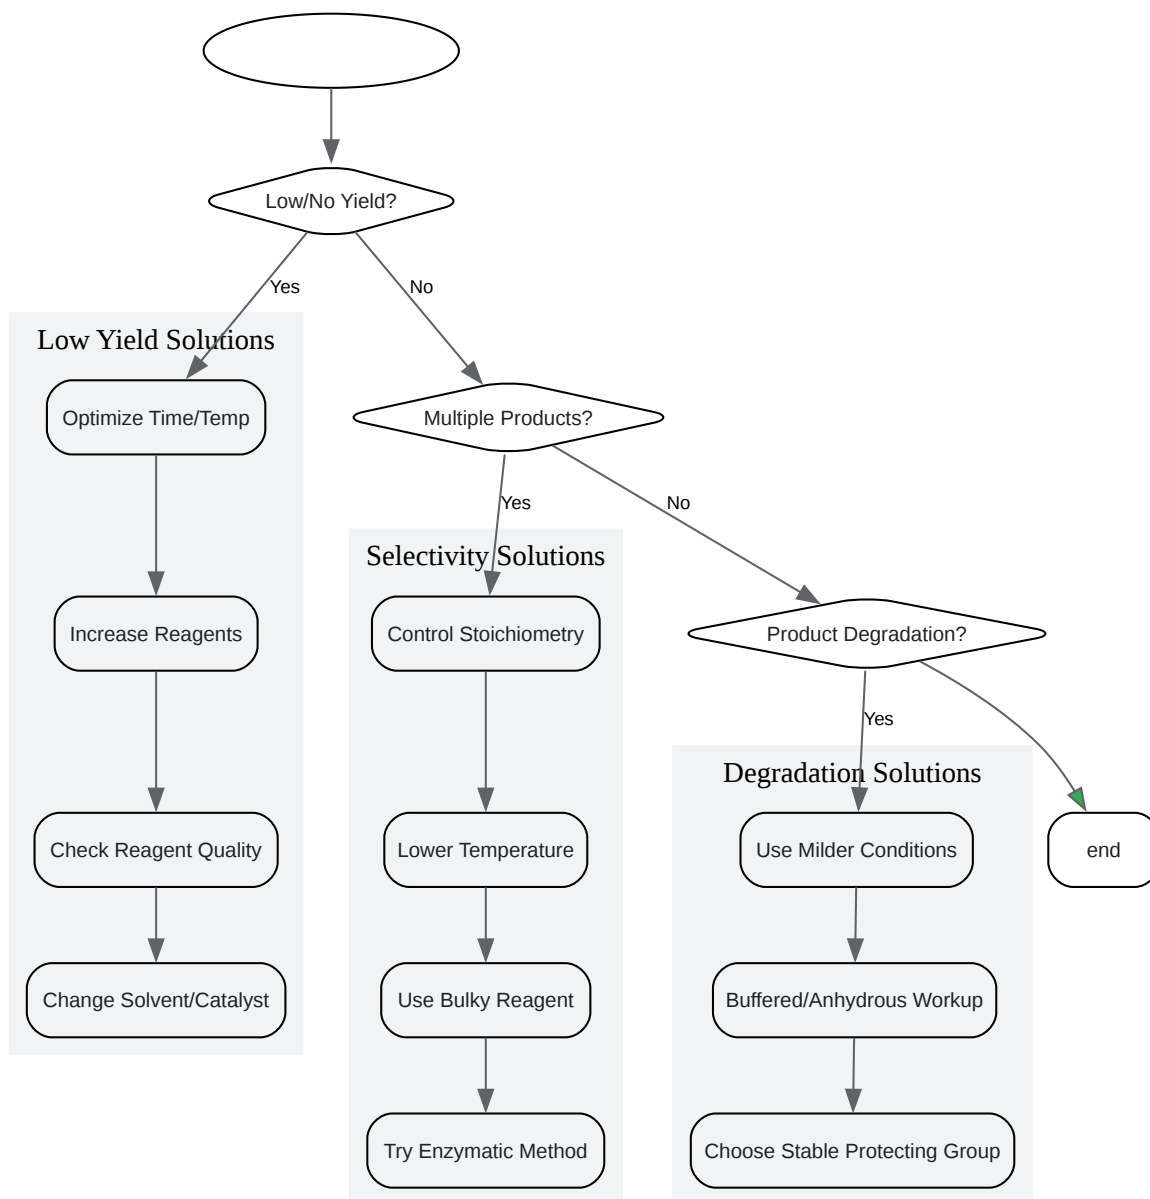 Low/No Yield?
Yes
No
Low Yield Solutions
Optimize Time/Temp
Multiple Products?
Yes
No
Selectivity Solutions
Increase Reagents
Control Stoichiometry
Product Degradation?
Yes
Degradation Solutions
Check Reagent Quality
Lower Temperature
Use Milder Conditions
end
Change Solvent/Catalyst
Use Bulky Reagent
Buffered/Anhydrous Workup
Try Enzymatic Method
Choose Stable Protecting Group